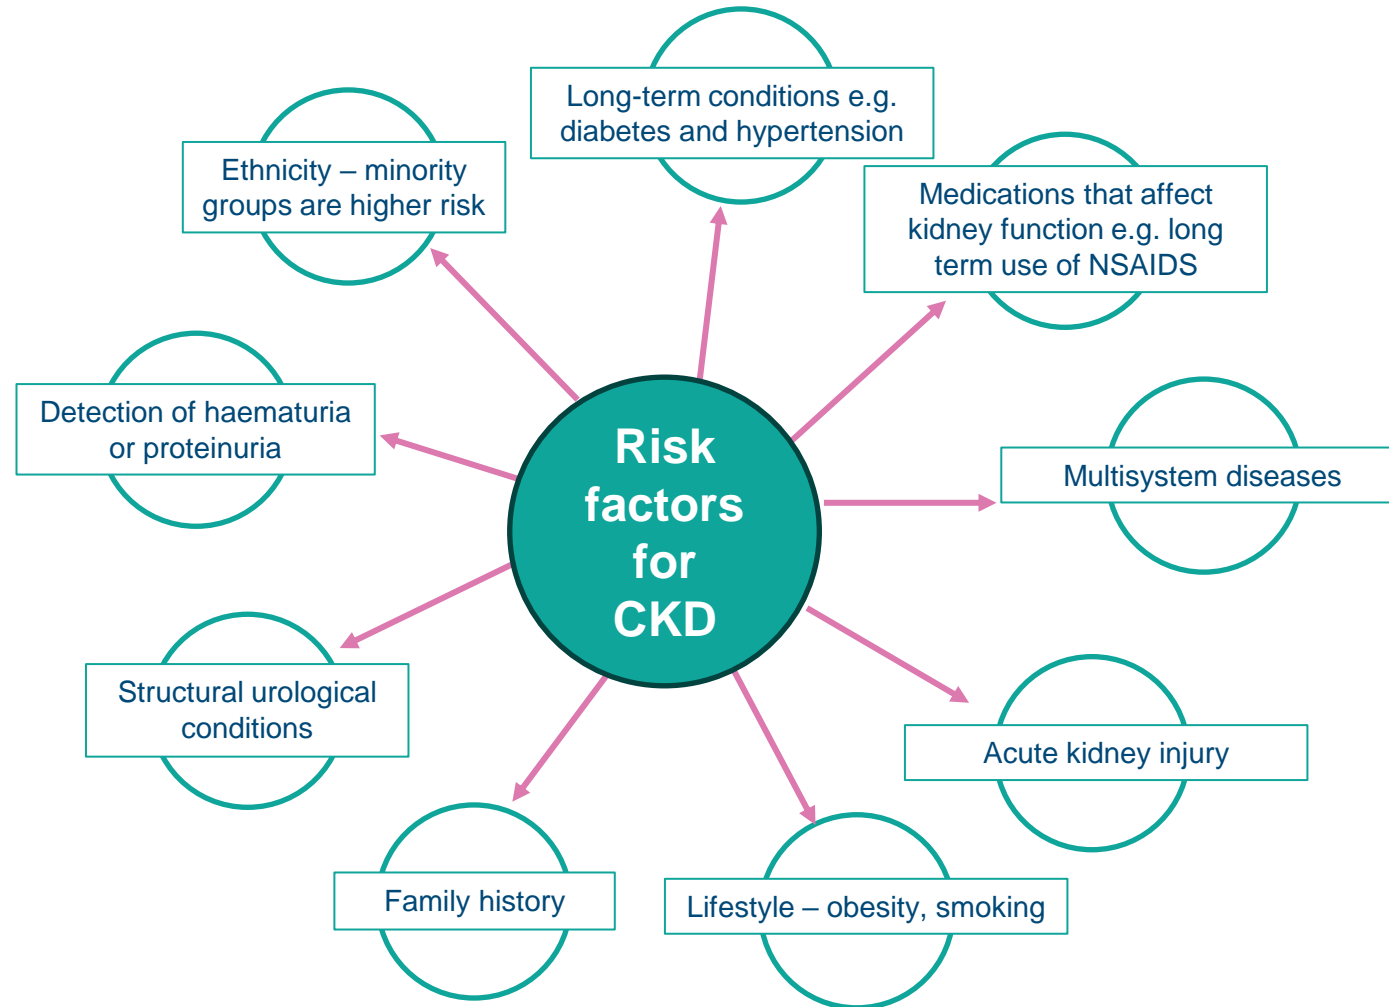 Long-term conditions e.g.
diabetes and hypertension
Ethnicity – minority
groups are higher risk
Medications that affect
kidney function e.g. long
term use of NSAIDS
Detection of haematuria
or proteinuria
Risk
factors
for
CKD
Multisystem diseases
Structural urological
conditions
Acute kidney injury
Family history
Lifestyle – obesity, smoking